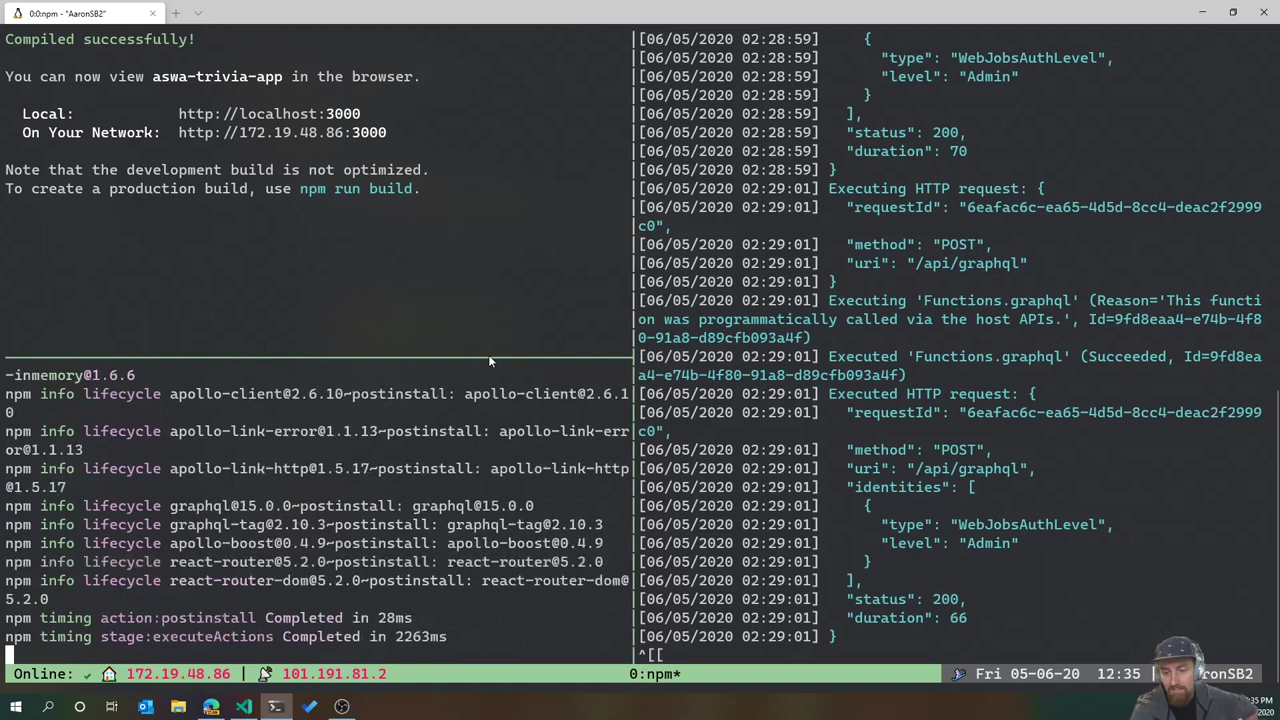 0:0:npm - "AaronSB2"
Compiled successfully!
You can now view aswa-trivia-app in the browser.
Local: http://localhost:3000
On Your Network: http://172.19.48.86:3000
Note that the development build is not optimized.
To create a production build, use npm run build.
-inmemory@1.6.6
npm info lifecycle apollo-client@2.6.10~postinstall: apollo-client@2.6.1
0
npm info lifecycle apollo-link-error@1.1.13~postinstall: apollo-link-err
or@1.1.13
npm info lifecycle apollo-link-http@1.5.17~postinstall: apollo-link-http
@1.5.17
npm info lifecycle graphql@15.0.0~postinstall: graphql@15.0.0
npm info lifecycle graphql-tag@2.10.3~postinstall: graphql-tag@2.10.3
npm info lifecycle apollo-boost@0.4.9~postinstall: apollo-boost@0.4.9
npm info lifecycle react-router@5.2.0~postinstall: react-router@5.2.0
npm info lifecycle react-router-dom@5.2.0~postinstall: react-router-dom@
5.2.0
npm timing action:postinstall Completed in 28ms
npm timing stage:executeActions Completed in 2263ms
[06/05/2020 02:28:59] {
[06/05/2020 02:28:59] "type": "WebJobsAuthLevel",
[06/05/2020 02:28:59] "level": "Admin"
[06/05/2020 02:28:59] }
[06/05/2020 02:28:59] ],
[06/05/2020 02:28:59] "status": 200,
[06/05/2020 02:28:59] "duration": 70
[06/05/2020 02:28:59] }
[06/05/2020 02:29:01] Executing HTTP request: {
[06/05/2020 02:29:01] "requestId": "6eafac6c-ea65-4d5d-8cc4-deac2f2999
c0",
[06/05/2020 02:29:01] "method": "POST",
[06/05/2020 02:29:01] "uri": "/api/graphql"
[06/05/2020 02:29:01] }
[06/05/2020 02:29:01] Executing 'Functions.graphql' (Reason='This functi
on was programmatically called via the host APIs.', Id=9fd8eaa4-e74b-4f8
0-91a8-d89cfb093a4f)
[06/05/2020 02:29:01] Executed 'Functions.graphql' (Succeeded, Id=9fd8ea
a4-e74b-4f80-91a8-d89cfb093a4f)
[06/05/2020 02:29:01] Executed HTTP request: {
[06/05/2020 02:29:01] "requestId": "6eafac6c-ea65-4d5d-8cc4-deac2f2999
c0",
[06/05/2020 02:29:01] "method": "POST",
[06/05/2020 02:29:01] "uri": "/api/graphql",
[06/05/2020 02:29:01] "identities": [
[06/05/2020 02:29:01] {
[06/05/2020 02:29:01] "type": "WebJobsAuthLevel",
[06/05/2020 02:29:01] "level": "Admin"
[06/05/2020 02:29:01] }
[06/05/2020 02:29:01] ],
[06/05/2020 02:29:01] "status": 200,
[06/05/2020 02:29:01] "duration": 66
[06/05/2020 02:29:01] }
^[[
Online: ✔ 172.19.48.86 | 101.191.81.2 0:npm* Fri 05-06-20 12:35 | ronSB2